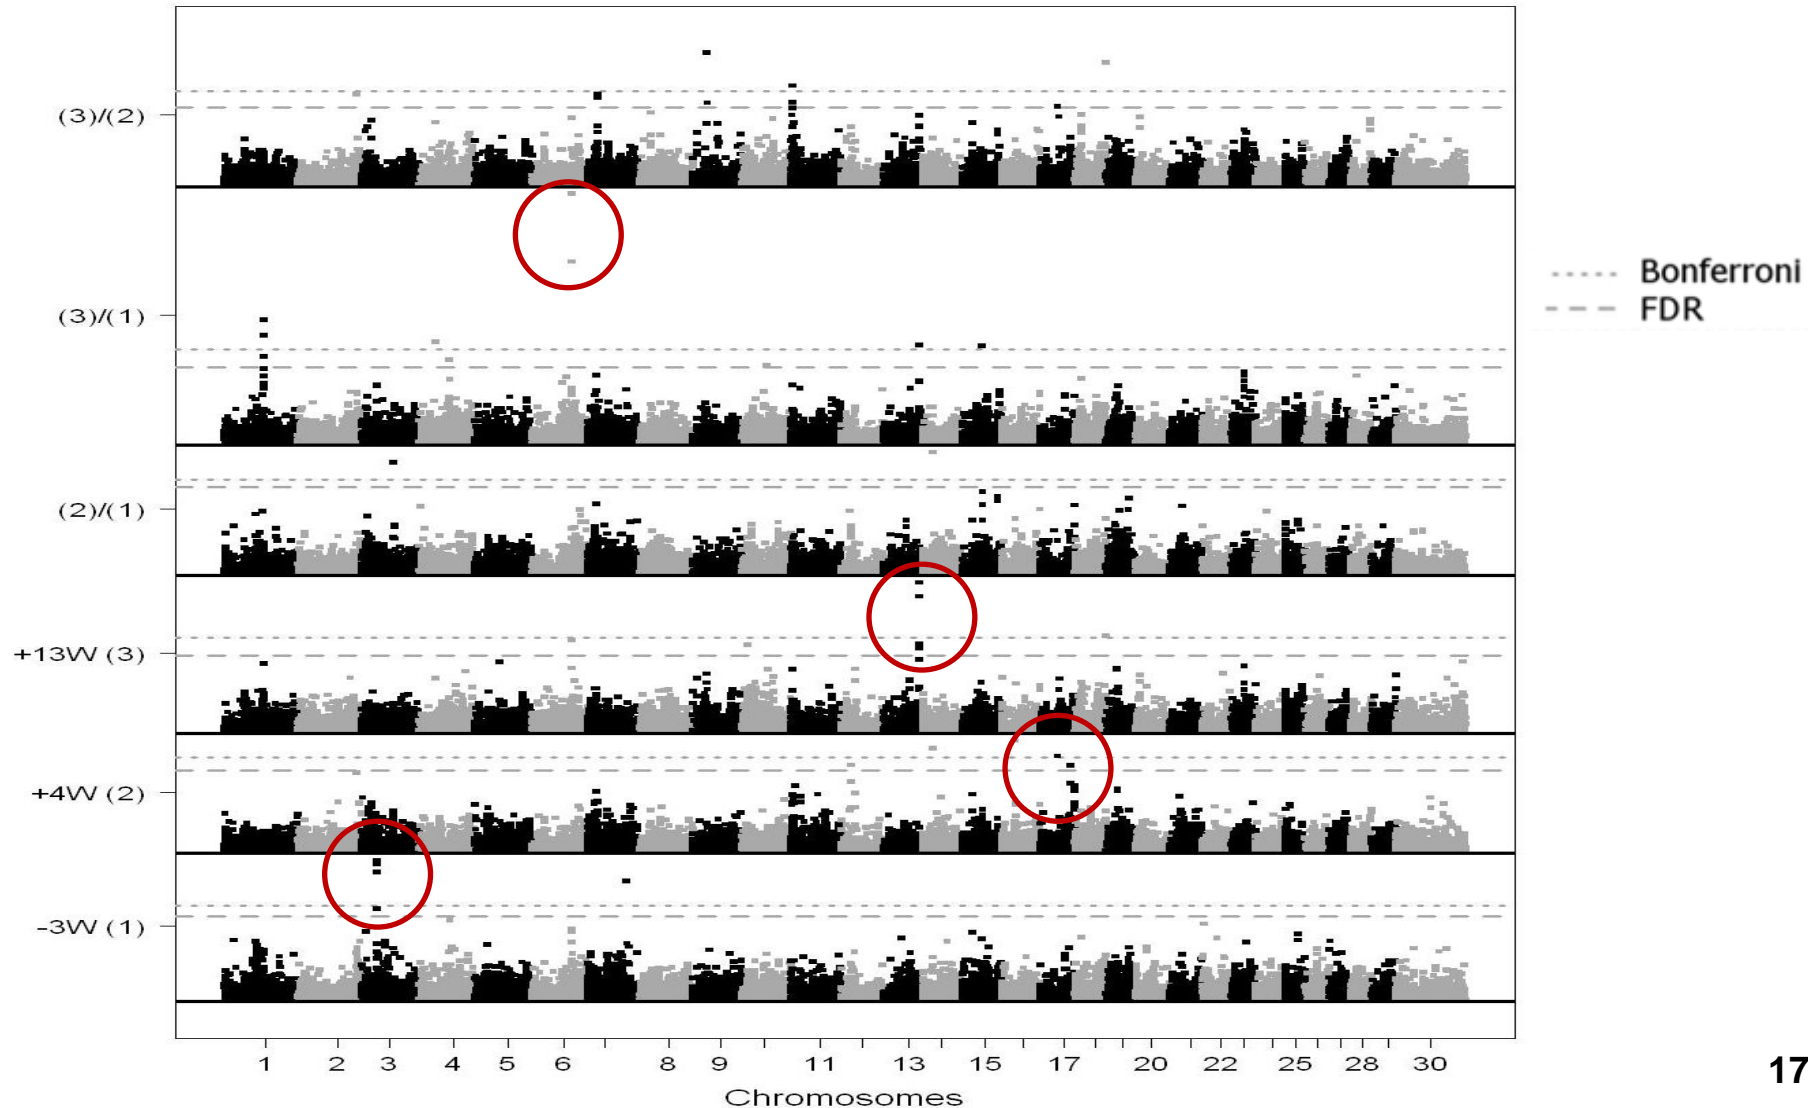 (3)/(2)
(3)/(1)
(2)/(1)
+13W (3)
+4W (2)
-3W (1)
1 2 3 4 5 6 8 9 11 13 15 17 20 22 25 28 30
Chromosomes
Bonferroni
FDR
17